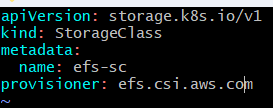 apiVersion: storage.k8s.io/v1
kind: StorageClass
metadata:
  name: efs-sc
provisioner: efs.csi.aws.com
~